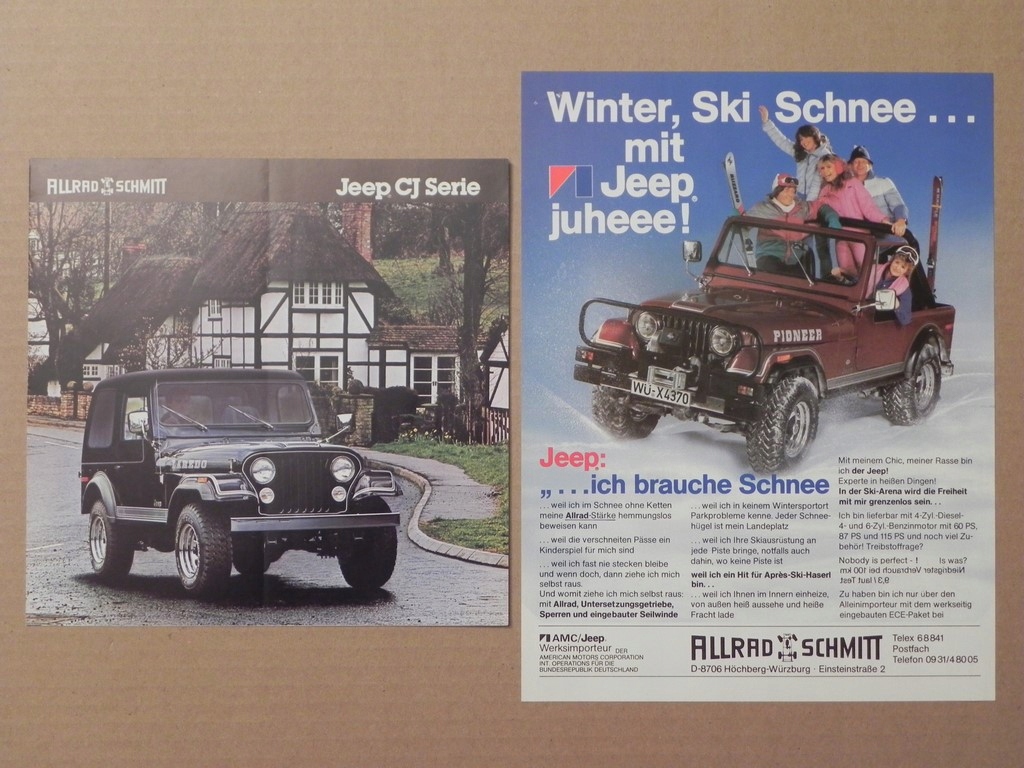 ALLRAD SCHMITT
Jeep CJ Serie
LAREDO
Winter, Ski Schnee ...
mit
Jeep®
juheee!
PIONEER
WÜ-X4370
Jeep:
„...ich brauche Schnee
... weil ich im Schnee ohne Ketten
meine Allrad-Stärke hemmungslos
beweisen kann
... weil die verschneiten Pässe ein
Kinderspiel für mich sind
... weil ich fast nie stecken bleibe
und wenn doch, dann ziehe ich mich
selbst raus.
Und womit ziehe ich mich selbst raus:
mit Allrad, Untersetzungsgetriebe,
Sperren und eingebauter Seilwinde
... weil ich in keinem Wintersportort
Parkprobleme kenne. Jeder Schnee-
hügel ist mein Landeplatz
... weil ich Ihre Skiausrüstung an
jede Piste bringe, notfalls auch
dahin, wo keine Piste ist
weil ich ein Hit für Après-Ski-Haserl
bin...
... weil ich Ihnen im Innern einheize,
von außen heiß aussehe und heiße
Fracht lade
Mit meinem Chic, meiner Rasse bin
ich der Jeep!
Experte in heißen Dingen!
In der Ski-Arena wird die Freiheit
mit mir grenzenlos sein...
Ich bin lieferbar mit 4-Zyl.-Diesel-
4- und 6-Zyl.-Benzinmotor mit 60 PS,
87 PS und 115 PS und noch viel Zu-
behör! Treibstoffrage?
Nobody is perfect - ! Is was?
Zu haben bin ich nur über den
Alleinimporteur mit dem werkseitig
eingebauten ECE-Paket bei
AMC/Jeep®
Werksimporteur DER
AMERICAN MOTORS CORPORATION
INT. OPERATIONS FÜR DIE
BUNDESREPUBLIK DEUTSCHLAND
ALLRAD SCHMITT
D-8706 Höchberg-Würzburg · Einsteinstraße 2
Telex 68841
Postfach
Telefon 0931/48005